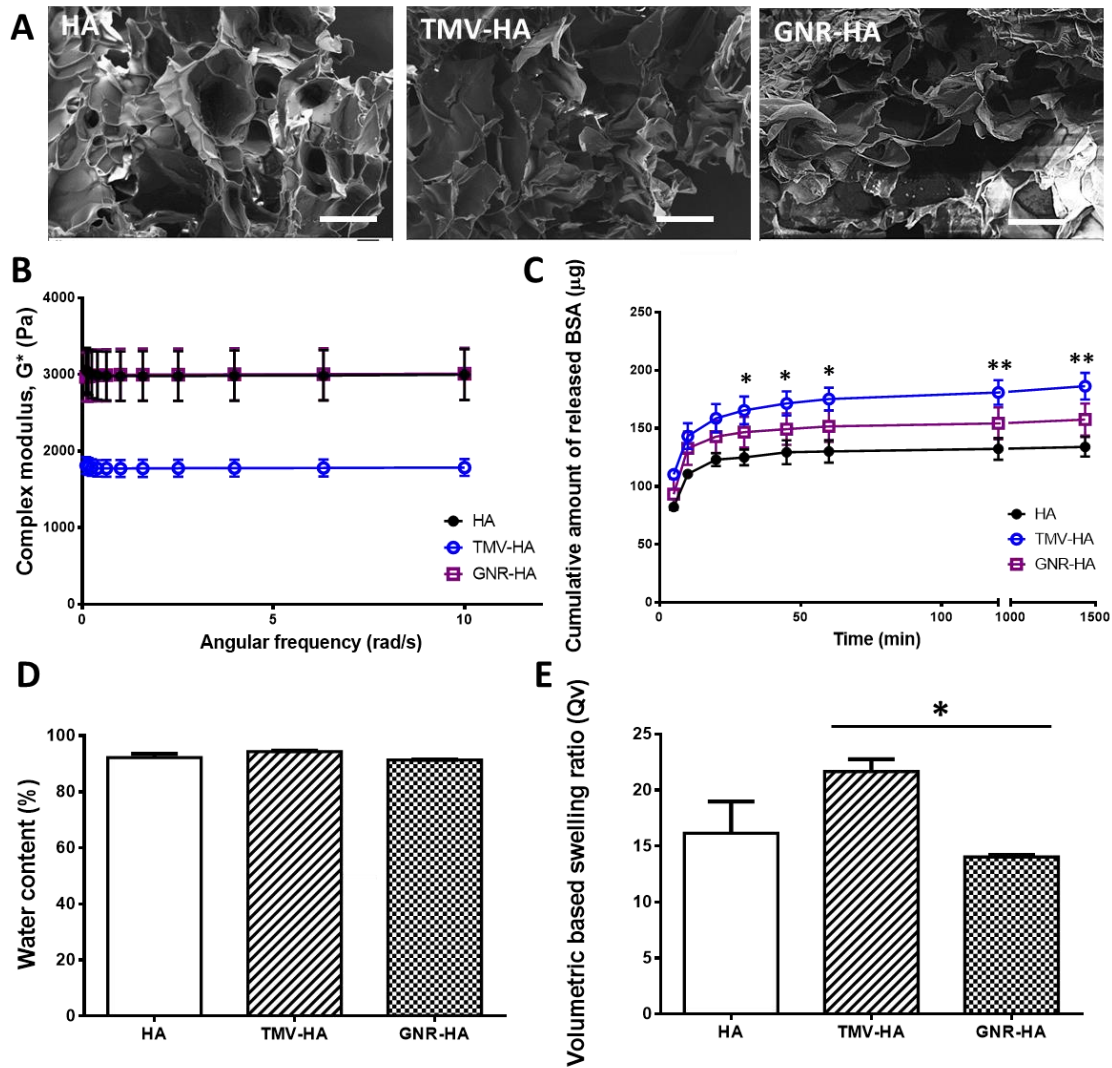 A
HA
TMV-HA
GNR-HA
B
Complex modulus, G* (Pa)
4000
3000
2000
1000
0
0
5
10
Angular frequency (rad/s)
HA
TMV-HA
GNR-HA
C
Cumulative amount of released BSA (μg)
250
200
150
100
50
0
0
50
100
1000
1500
Time (min)
* * * ** **
HA
TMV-HA
GNR-HA
D
Water content (%)
100
80
60
40
20
0
HA
TMV-HA
GNR-HA
E
Volumetric based swelling ratio (Qv)
25
20
15
10
5
0
*
HA
TMV-HA
GNR-HA